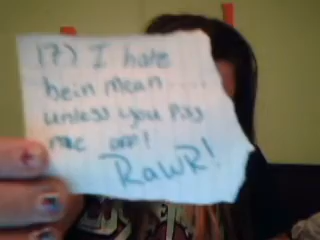 17) I hate
bein mean ....
unless you piss
me off!
RawR!